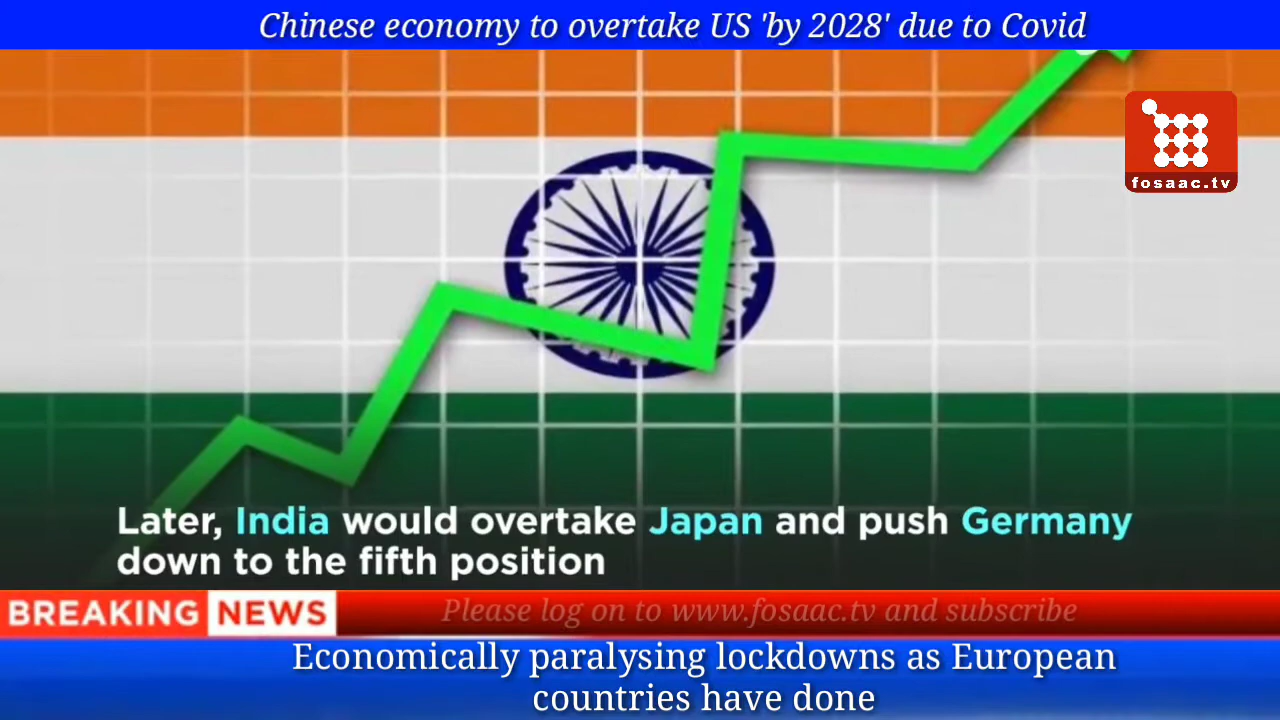 Chinese economy to overtake US 'by 2028' due to Covid
fosaac.tv
Later, India would overtake Japan and push Germany
down to the fifth position
BREAKING NEWS
Please log on to www.fosaac.tv and subscribe
Economically paralysing lockdowns as European
countries have done